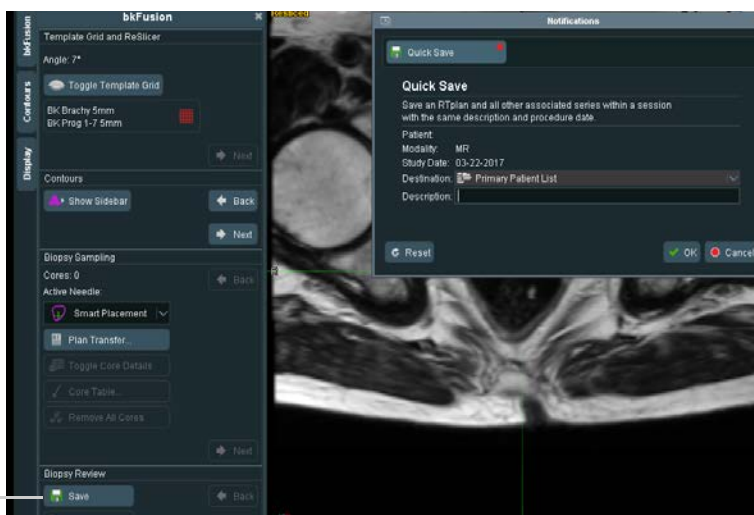 bkFusion
bkFusion
Contours
Display
Template Grid and ReSlicer
Angle: 7°
Toggle Template Grid
BK Brachy 5mm
BK Prog 1-7 5mm
Next
Contours
Show Sidebar
Back
Next
Biopsy Sampling
Cores: 0
Back
Active Needle:
Smart Placement
Plan Transfer...
Toggle Core Details
Core Table...
Remove All Cores
Next
Biopsy Review
Save
Back
Notifications
Quick Save
Quick Save
Save an RTplan and all other associated series within a session
with the same description and procedure date.
Patient:
Modality: MR
Study Date: 03-22-2017
Destination: Primary Patient List
Description:
Reset
OK
Cancel